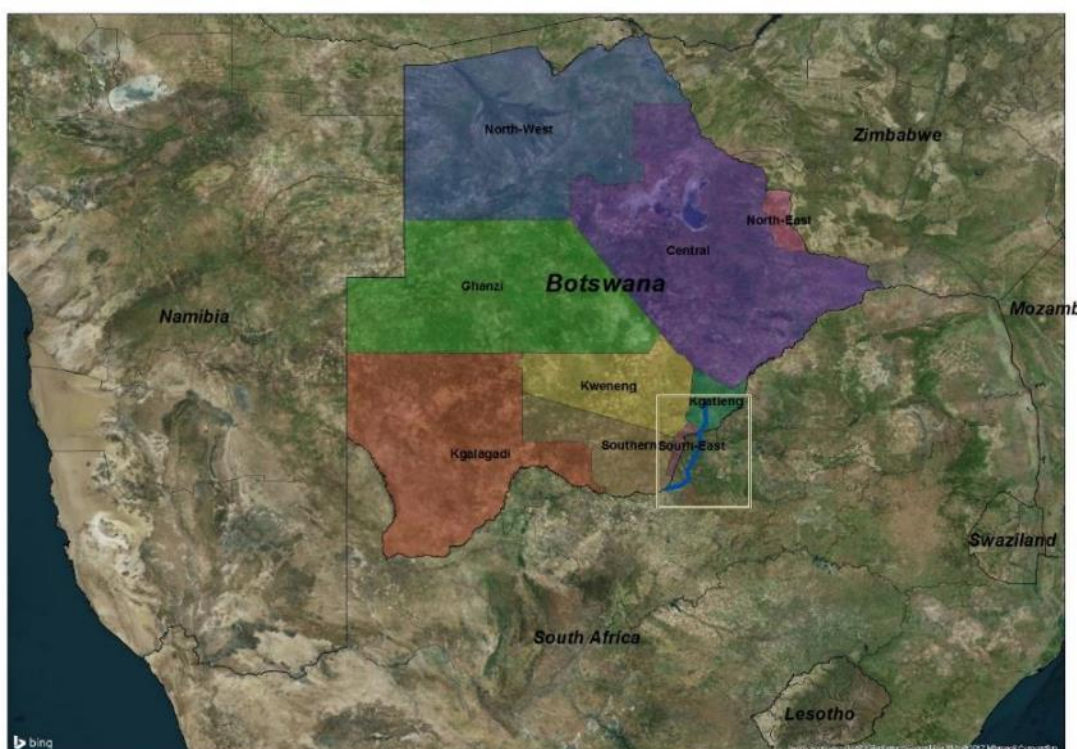 North-West
Zimbabwe
North-East
Central
Ghanzi
Botswana
Mozamb
Namibia
Kweneng
Kgatleng
Southern
South-East
Kgalagadi
Swaziland
South Africa
Lesotho
bing